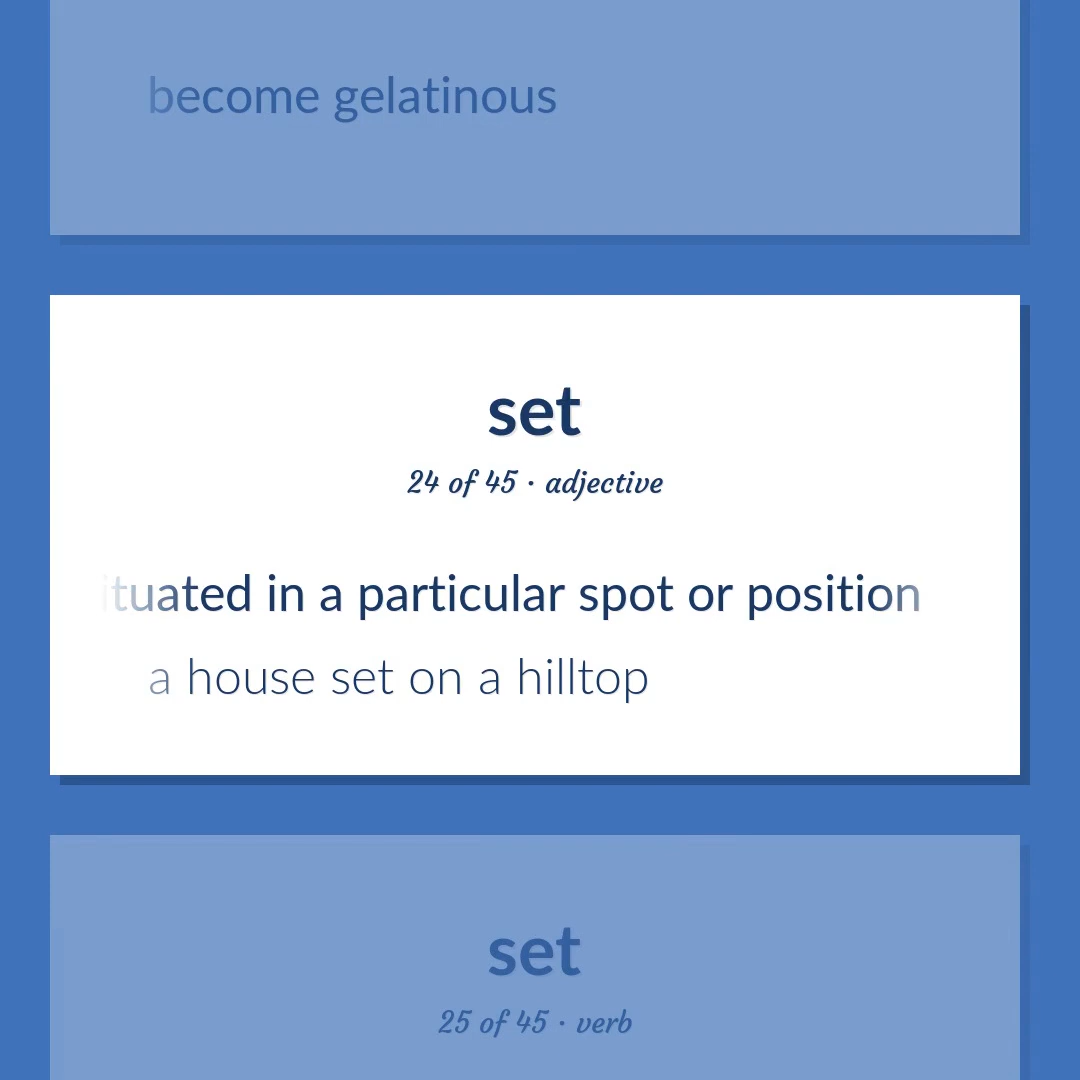 become gelatinous
set
24 of 45 · adjective
ituated in a particular spot or position
a house set on a hilltop
set
25 of 45 · verb